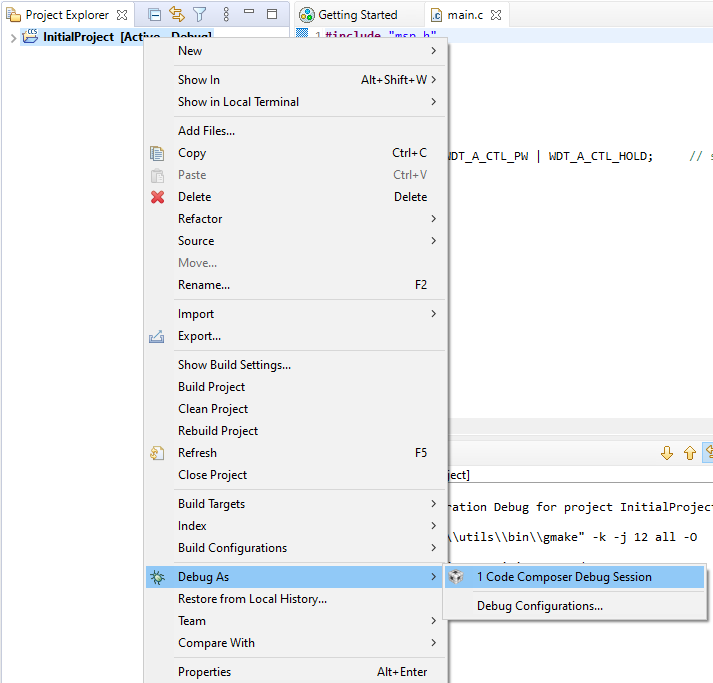 Project Explorer
Getting Started
main.c
InitialProject [Active - Debug]
1 #include "msp.h"
New
Show In Alt+Shift+W
Show in Local Terminal
Add Files...
Copy Ctrl+C
WDT_A_CTL_PW | WDT_A_CTL_HOLD; // s
Paste Ctrl+V
Delete Delete
Refactor
Source
Move...
Rename... F2
Import
Export...
Show Build Settings...
Build Project
Clean Project
Rebuild Project
Refresh F5
Close Project
ject]
Build Targets
ration Debug for project InitialProject
Index
\\utils\\bin\\gmake" -k -j 12 all -O
Build Configurations
Debug As
1 Code Composer Debug Session
Restore from Local History...
Debug Configurations...
Team
Compare With
Properties Alt+Enter